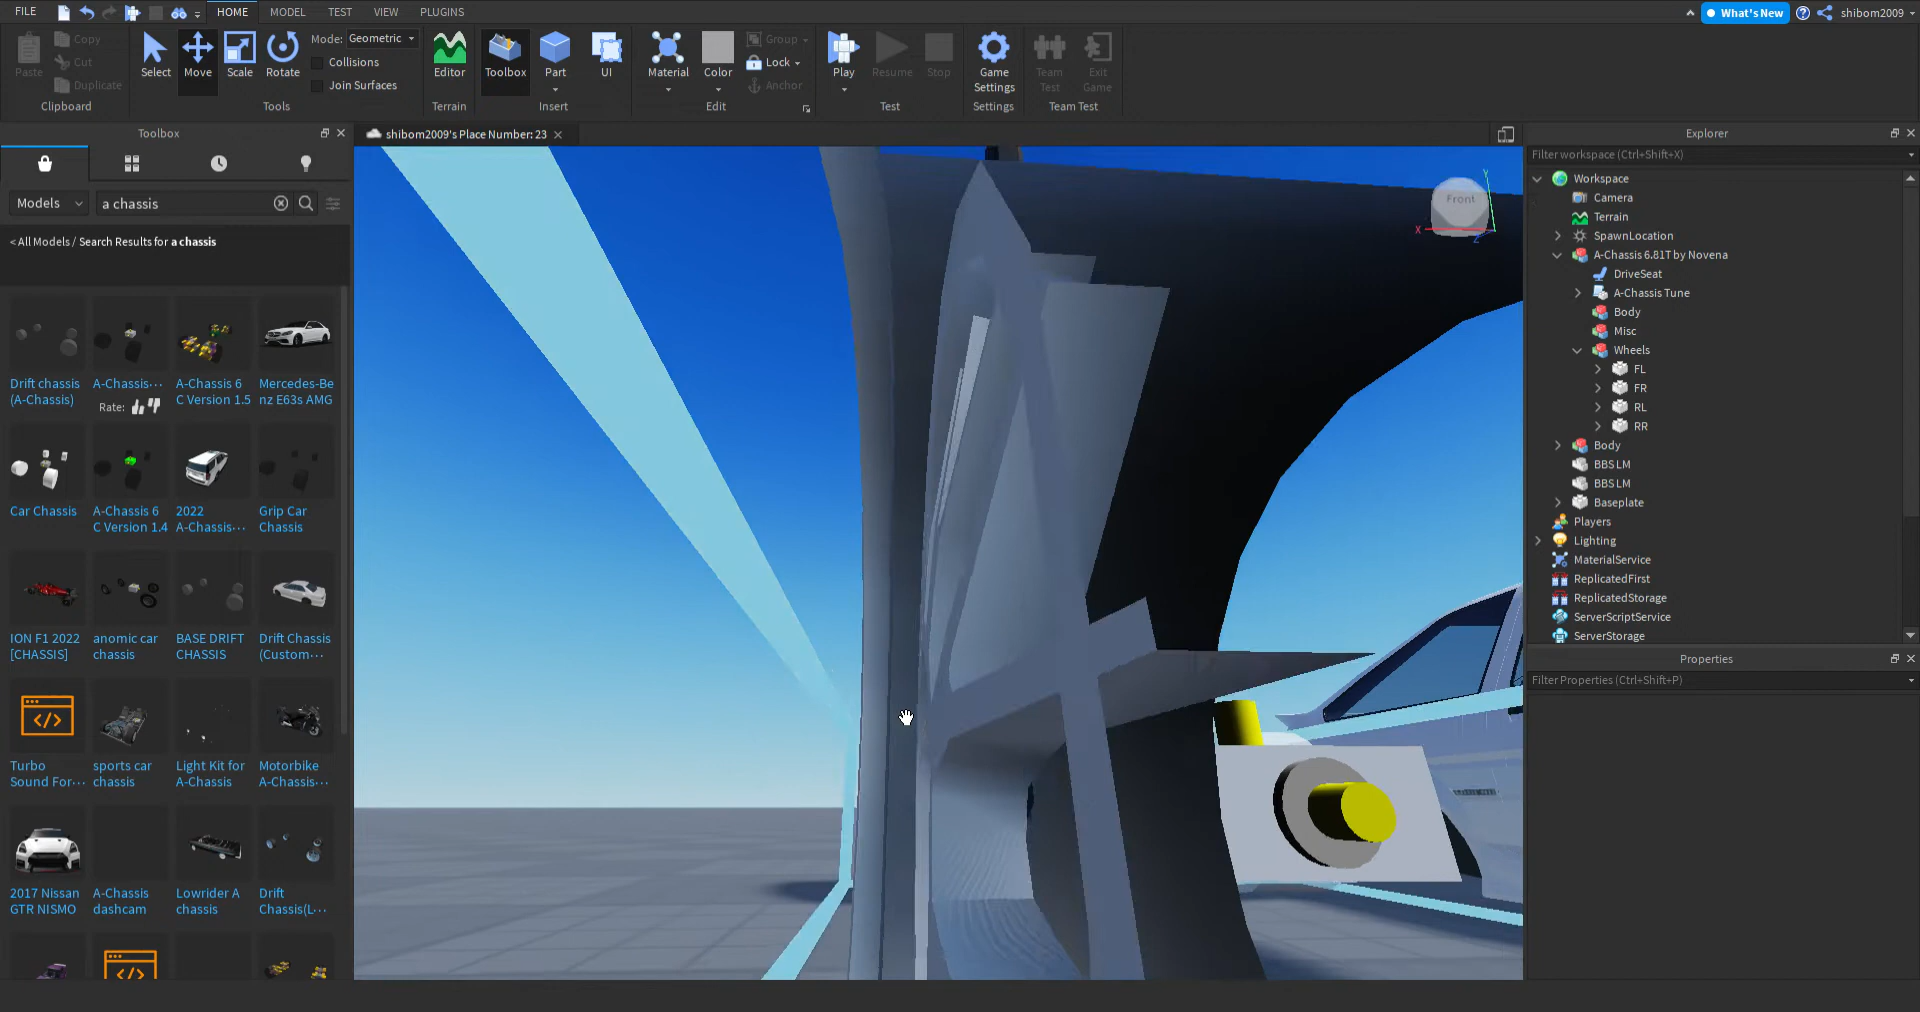 FILE
HOME
MODEL
TEST
VIEW
PLUGINS
What's New
shibom2009
Paste
Copy
Cut
Duplicate
Clipboard
Select
Move
Scale
Rotate
Mode: Geometric
Collisions
Join Surfaces
Tools
Editor
Terrain
Toolbox
Part
UI
Insert
Material
Color
Group
Lock
Anchor
Edit
Play
Resume
Stop
Test
Game
Settings
Settings
Team
Test
Exit
Game
Team Test
Toolbox
shibom2009's Place Number: 23
Explorer
Models
a chassis
< All Models / Search Results for a chassis
Drift chassis
(A-Chassis)
A-Chassis...
Rate:
A-Chassis 6
C Version 1.5
Mercedes-Be
nz E63s AMG
Car Chassis
A-Chassis 6
C Version 1.4
2022
A-Chassis...
Grip Car
Chassis
ION F1 2022
[CHASSIS]
anomic car
chassis
BASE DRIFT
CHASSIS
Drift Chassis
(Custom...
Turbo
Sound For...
sports car
chassis
Light Kit for
A-Chassis
Motorbike
A-Chassis...
2017 Nissan
GTR NISMO
A-Chassis
dashcam
Lowrider A
chassis
Drift
Chassis(L...
Front
X
Y
Z
Filter workspace (Ctrl+Shift+X)
Workspace
Camera
Terrain
SpawnLocation
A-Chassis 6.81T by Novena
DriveSeat
A-Chassis Tune
Body
Misc
Wheels
FL
FR
RL
RR
Body
BBS LM
BBS LM
Baseplate
Players
Lighting
MaterialService
ReplicatedFirst
ReplicatedStorage
ServerScriptService
ServerStorage
Properties
Filter Properties (Ctrl+Shift+P)